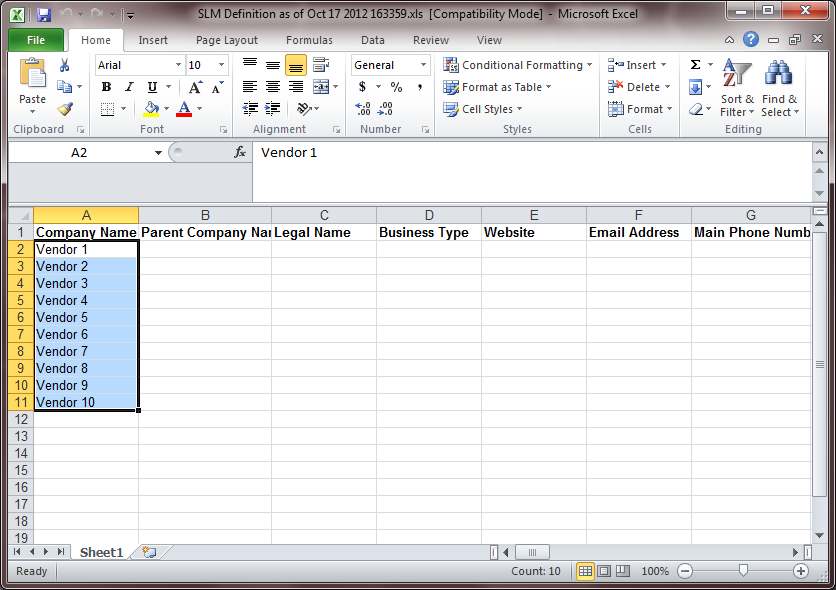 SLM Definition as of Oct 17 2012 163359.xls [Compatibility Mode] - Microsoft Excel
File Home Insert Page Layout Formulas Data Review View
Paste
Arial 10
B I U A A
A
General
$ % ,
Conditional Formatting
Format as Table
Cell Styles
Insert
Delete
Format
Σ
Sort & Filter
Find & Select
Clipboard Font Alignment Number Styles Cells Editing
A2 fx Vendor 1
A B C D E F G
1 Company Name Parent Company Nar Legal Name Business Type Website Email Address Main Phone Numb
2 Vendor 1
3 Vendor 2
4 Vendor 3
5 Vendor 4
6 Vendor 5
7 Vendor 6
8 Vendor 7
9 Vendor 8
10 Vendor 9
11 Vendor 10
12
13
14
15
16
17
18
19
Sheet1
Ready Count: 10 100%